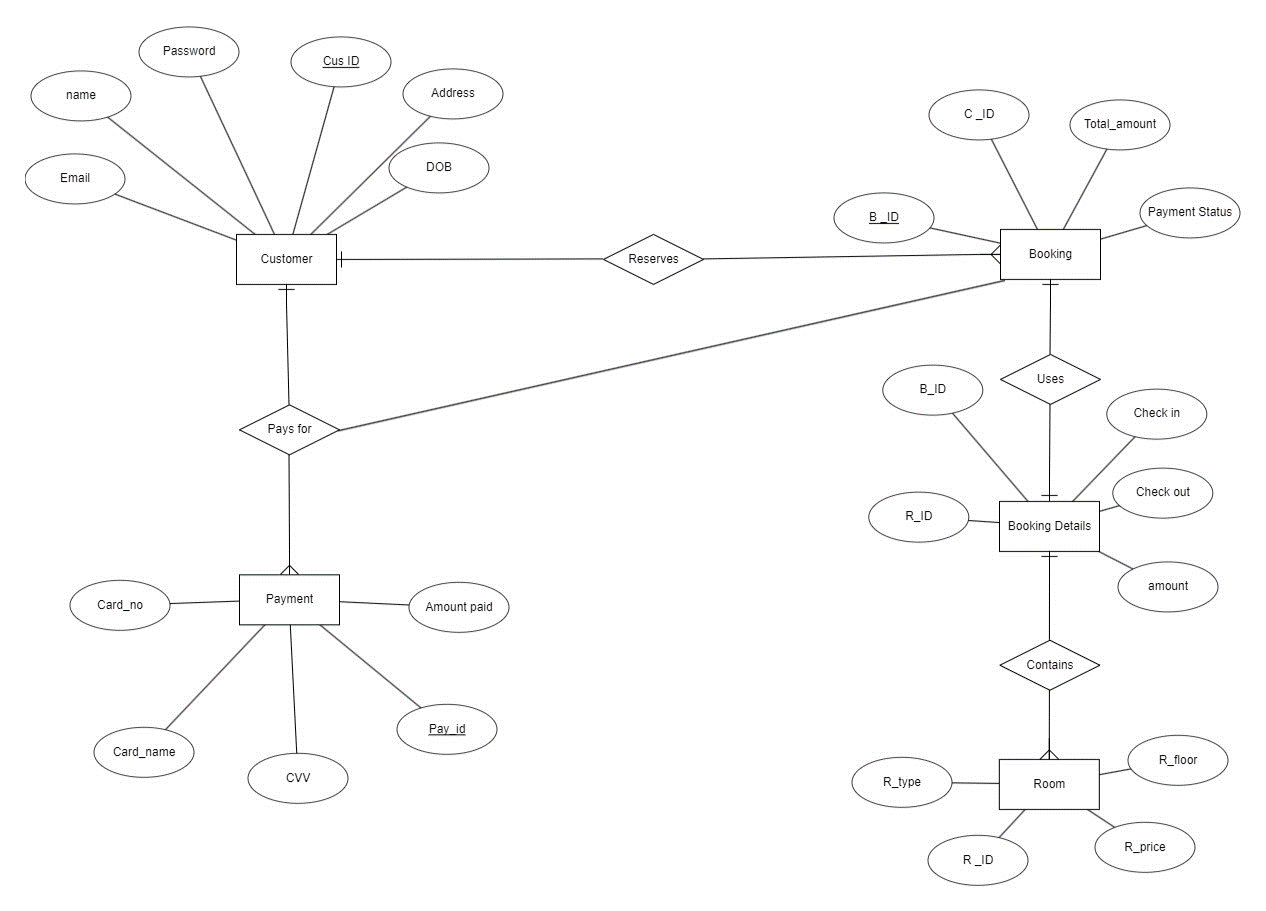 Password
Cus ID
name
Address
C _ID
Total_amount
Email
DOB
B _ID
Payment Status
Customer
Reserves
Booking
Uses
B_ID
Check in
Pays for
Check out
R_ID
Booking Details
amount
Card_no
Payment
Amount paid
Contains
Card_name
Pay_id
CVV
R_type
Room
R_floor
R _ID
R_price